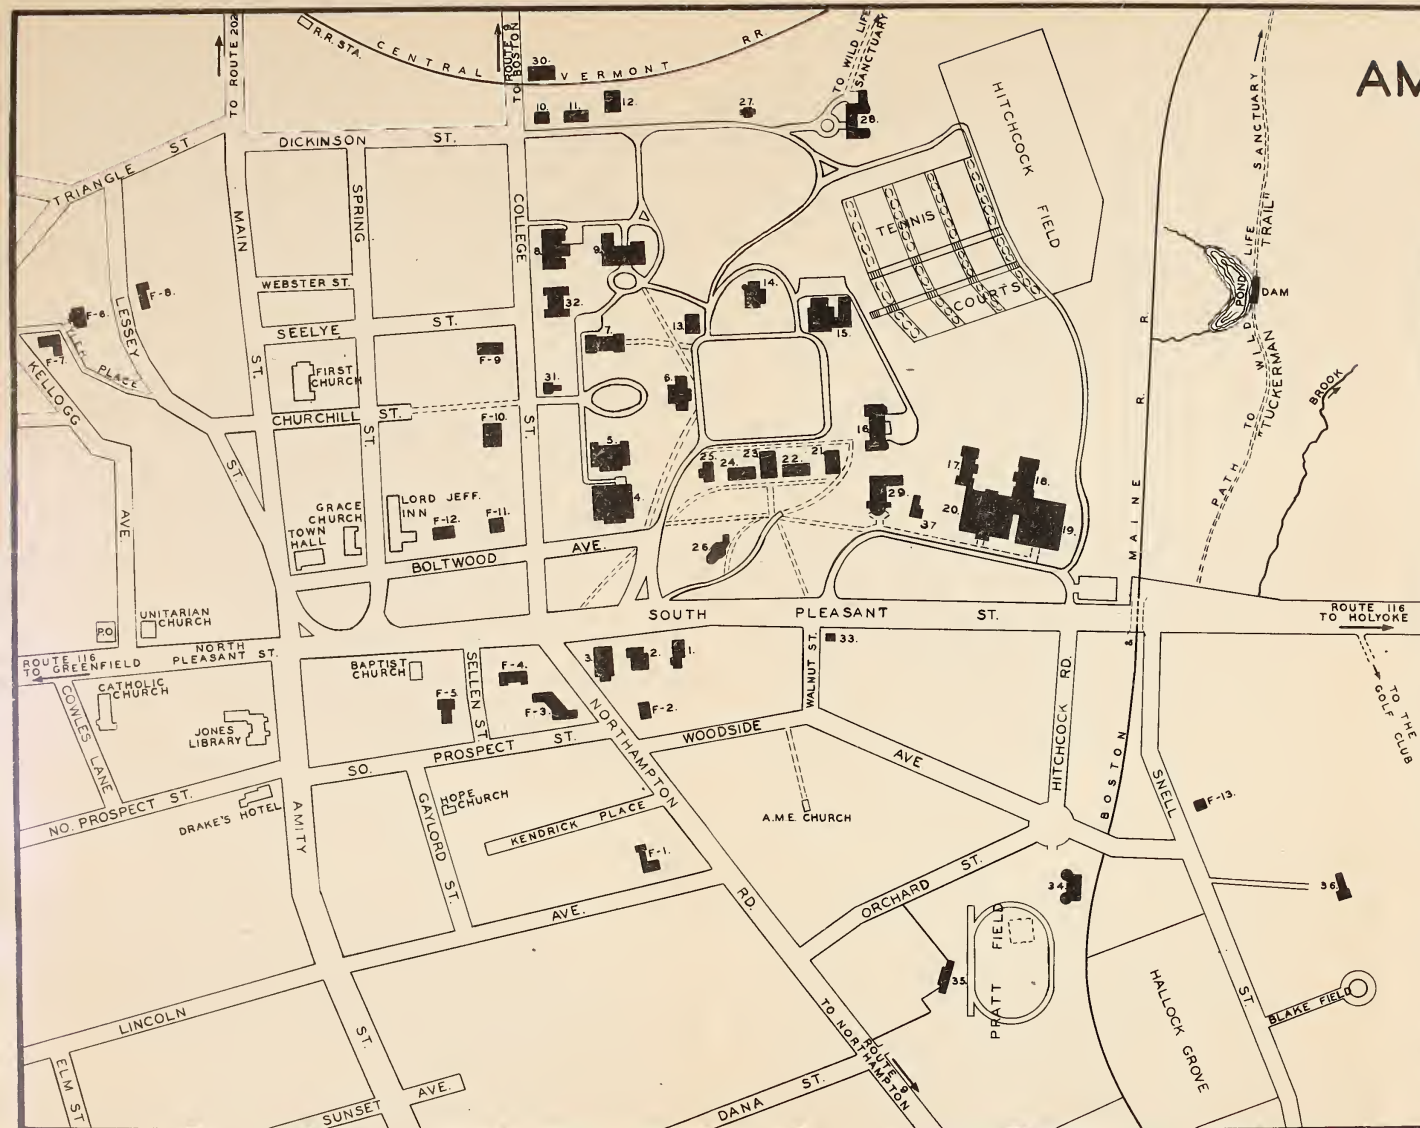 AM
TO ROUTE 202
R.R. STA.
CENTRAL VERMONT RR
TO ROUTE 9
TO BOSTON
TO WILD LIFE
SANCTUARY
30.
10.
11.
12.
27.
28.
HITCHCOCK FIELD
TRIANGLE ST
DICKINSON ST.
MAIN ST.
SPRING ST.
COLLEGE ST.
TENNIS COURTS
8.
9.
LESSEY
F-8.
F-6.
F-7.
PLACE
KELLOGG AVE.
WEBSTER ST.
SEELYE ST.
32.
7.
13.
14.
15.
F-9
FIRST
CHURCH
31.
6.
CHURCHILL ST.
F-10.
ST.
5.
16.
25.
24.
23.
22.
21.
17.
18.
29.
37
20.
19.
4.
LORD JEFF.
INN
F-12.
F-11.
GRACE
CHURCH
TOWN
HALL
BOLTWOOD AVE.
26.
POND
DAM
PATH TO WILD LIFE SANCTUARY
"TUCKERMAN TRAIL"
BROOK
BOSTON & MAINE R. R.
P.O
UNITARIAN
CHURCH
SOUTH PLEASANT ST.
ROUTE 116
TO HOLYOKE
NORTH
PLEASANT ST.
ROUTE 116
TO GREENFIELD
CATHOLIC
CHURCH
COWLES LANE
JONES
LIBRARY
BAPTIST
CHURCH
SELLEN ST.
F-4.
F-5.
F-3.
3.
2.
1.
F-2.
WALNUT ST.
33.
HITCHCOCK RD.
TO THE
GOLF CLUB
NORTHAMPTON RD.
WOODSIDE AVE
SO. PROSPECT ST.
NO. PROSPECT ST.
DRAKE'S HOTEL
AMITY ST.
GAYLORD ST.
HOPE
CHURCH
KENDRICK PLACE
A.M.E. CHURCH
SNELL ST.
F-13.
F-1.
ORCHARD ST.
34.
36.
LINCOLN AVE.
PRATT FIELD
35.
HALLOCK GROVE
BLAKE FIELD
ELM ST
SUNSET AVE.
ROUTE 9
TO NORTHAMPTON
DANA ST.